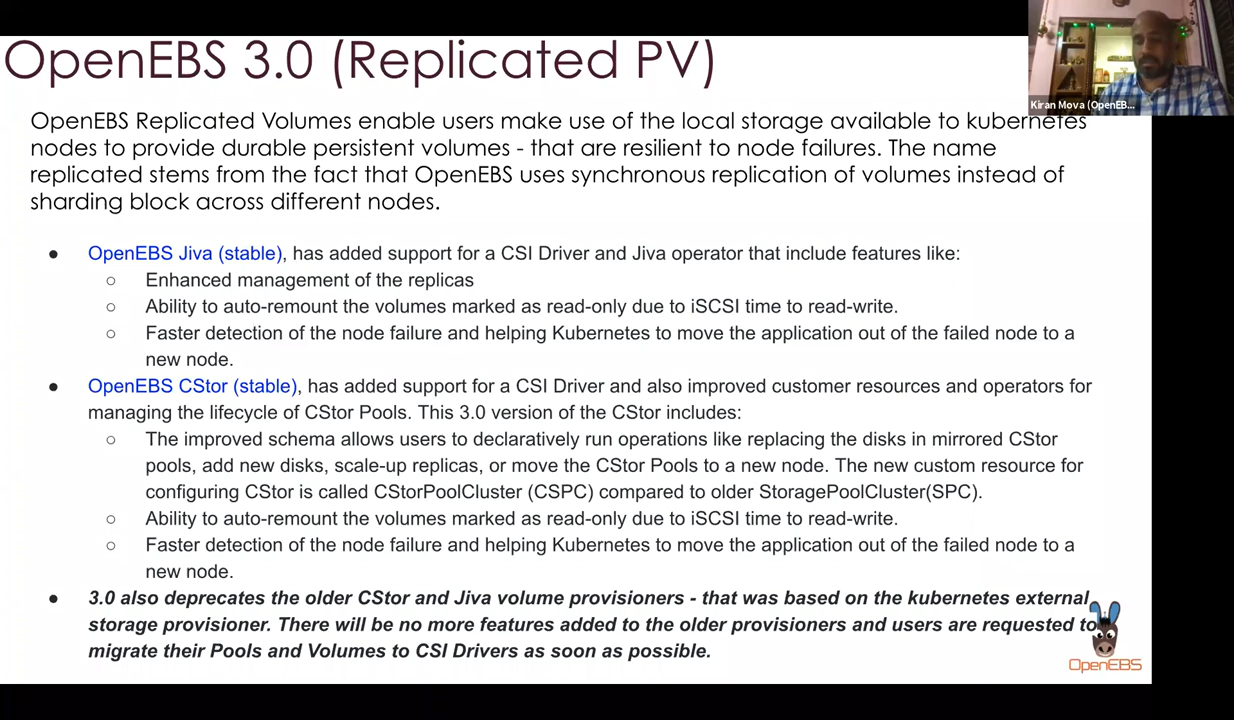 OpenEBS 3.0 (Replicated PV)
Kiran Mova (OpenEB...
OpenEBS Replicated Volumes enable users make use of the local storage available to kubernetes
nodes to provide durable persistent volumes - that are resilient to node failures. The name
replicated stems from the fact that OpenEBS uses synchronous replication of volumes instead of
sharding block across different nodes.
● OpenEBS Jiva (stable), has added support for a CSI Driver and Jiva operator that include features like:
○ Enhanced management of the replicas
○ Ability to auto-remount the volumes marked as read-only due to iSCSI time to read-write.
○ Faster detection of the node failure and helping Kubernetes to move the application out of the failed node to a
new node.
● OpenEBS CStor (stable), has added support for a CSI Driver and also improved customer resources and operators for
managing the lifecycle of CStor Pools. This 3.0 version of the CStor includes:
○ The improved schema allows users to declaratively run operations like replacing the disks in mirrored CStor
pools, add new disks, scale-up replicas, or move the CStor Pools to a new node. The new custom resource for
configuring CStor is called CStorPoolCluster (CSPC) compared to older StoragePoolCluster(SPC).
○ Ability to auto-remount the volumes marked as read-only due to iSCSI time to read-write.
○ Faster detection of the node failure and helping Kubernetes to move the application out of the failed node to a
new node.
● 3.0 also deprecates the older CStor and Jiva volume provisioners - that was based on the kubernetes external
storage provisioner. There will be no more features added to the older provisioners and users are requested to
migrate their Pools and Volumes to CSI Drivers as soon as possible.
OpenEBS